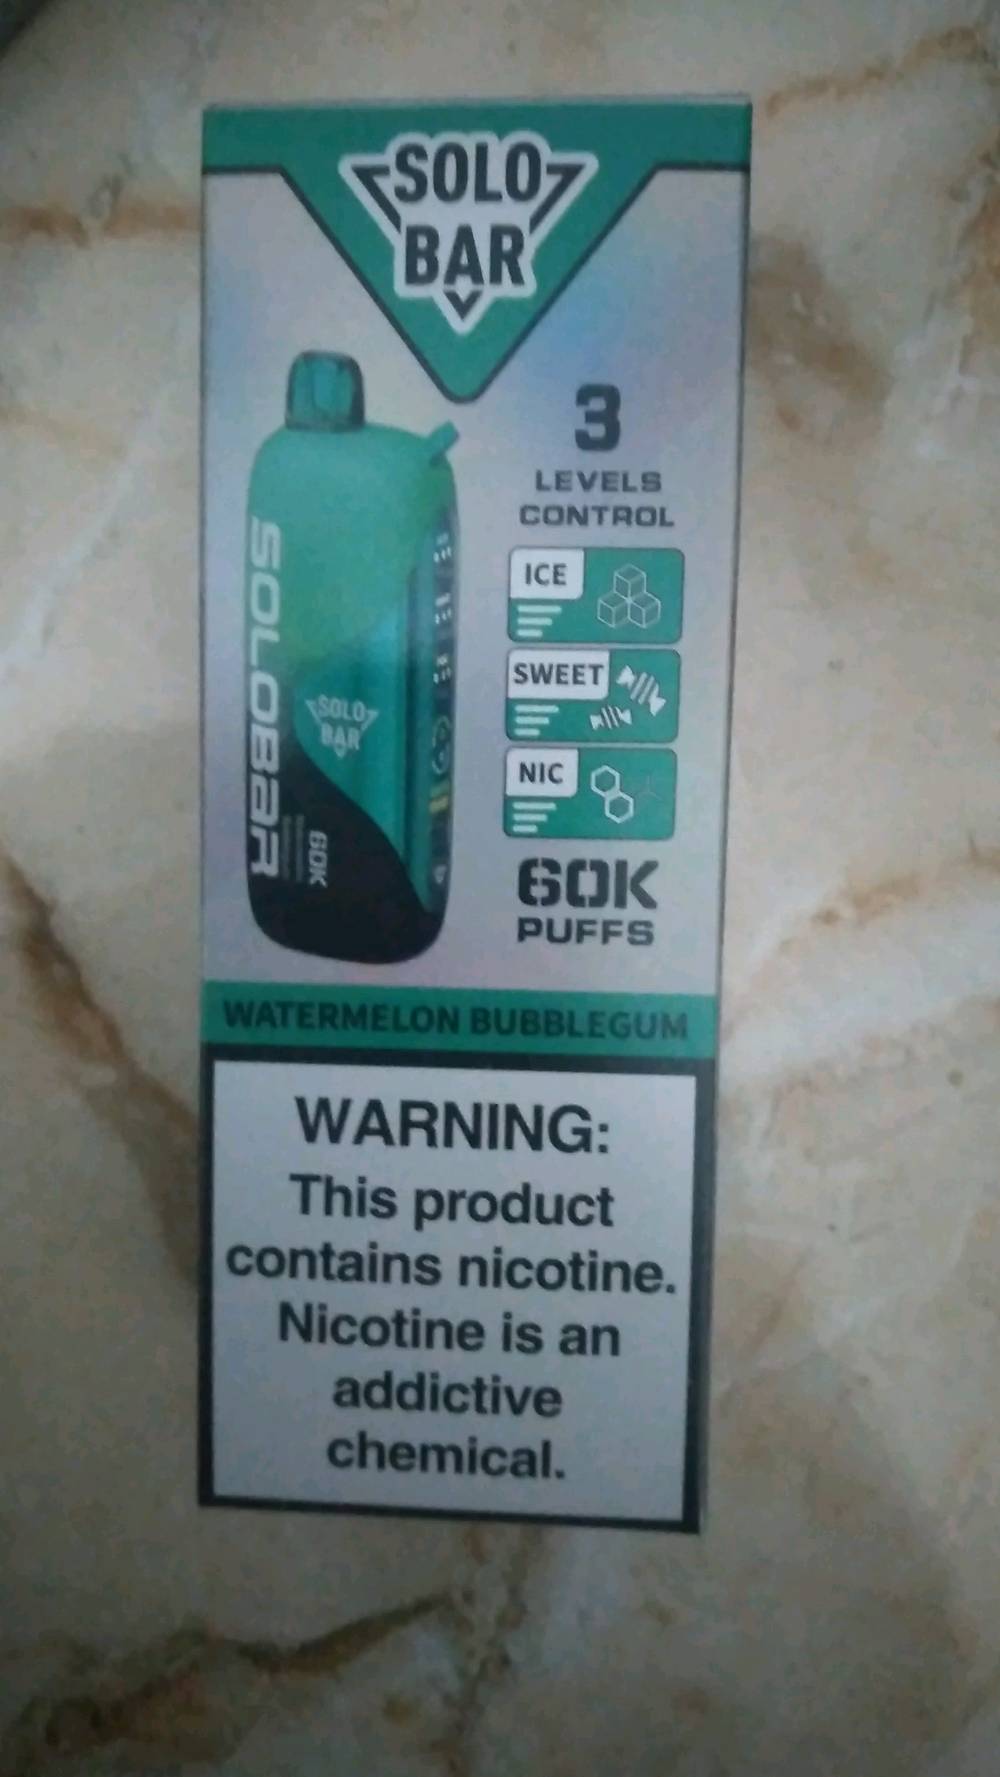 SOLO
BAR
3
LEVELS
CONTROL
ICE
SWEET
NIC
60K
PUFFS
SOLOBAR
SOLO
BAR
60K
WATERMELON BUBBLEGUM
WARNING:
This product
contains nicotine.
Nicotine is an
addictive
chemical.